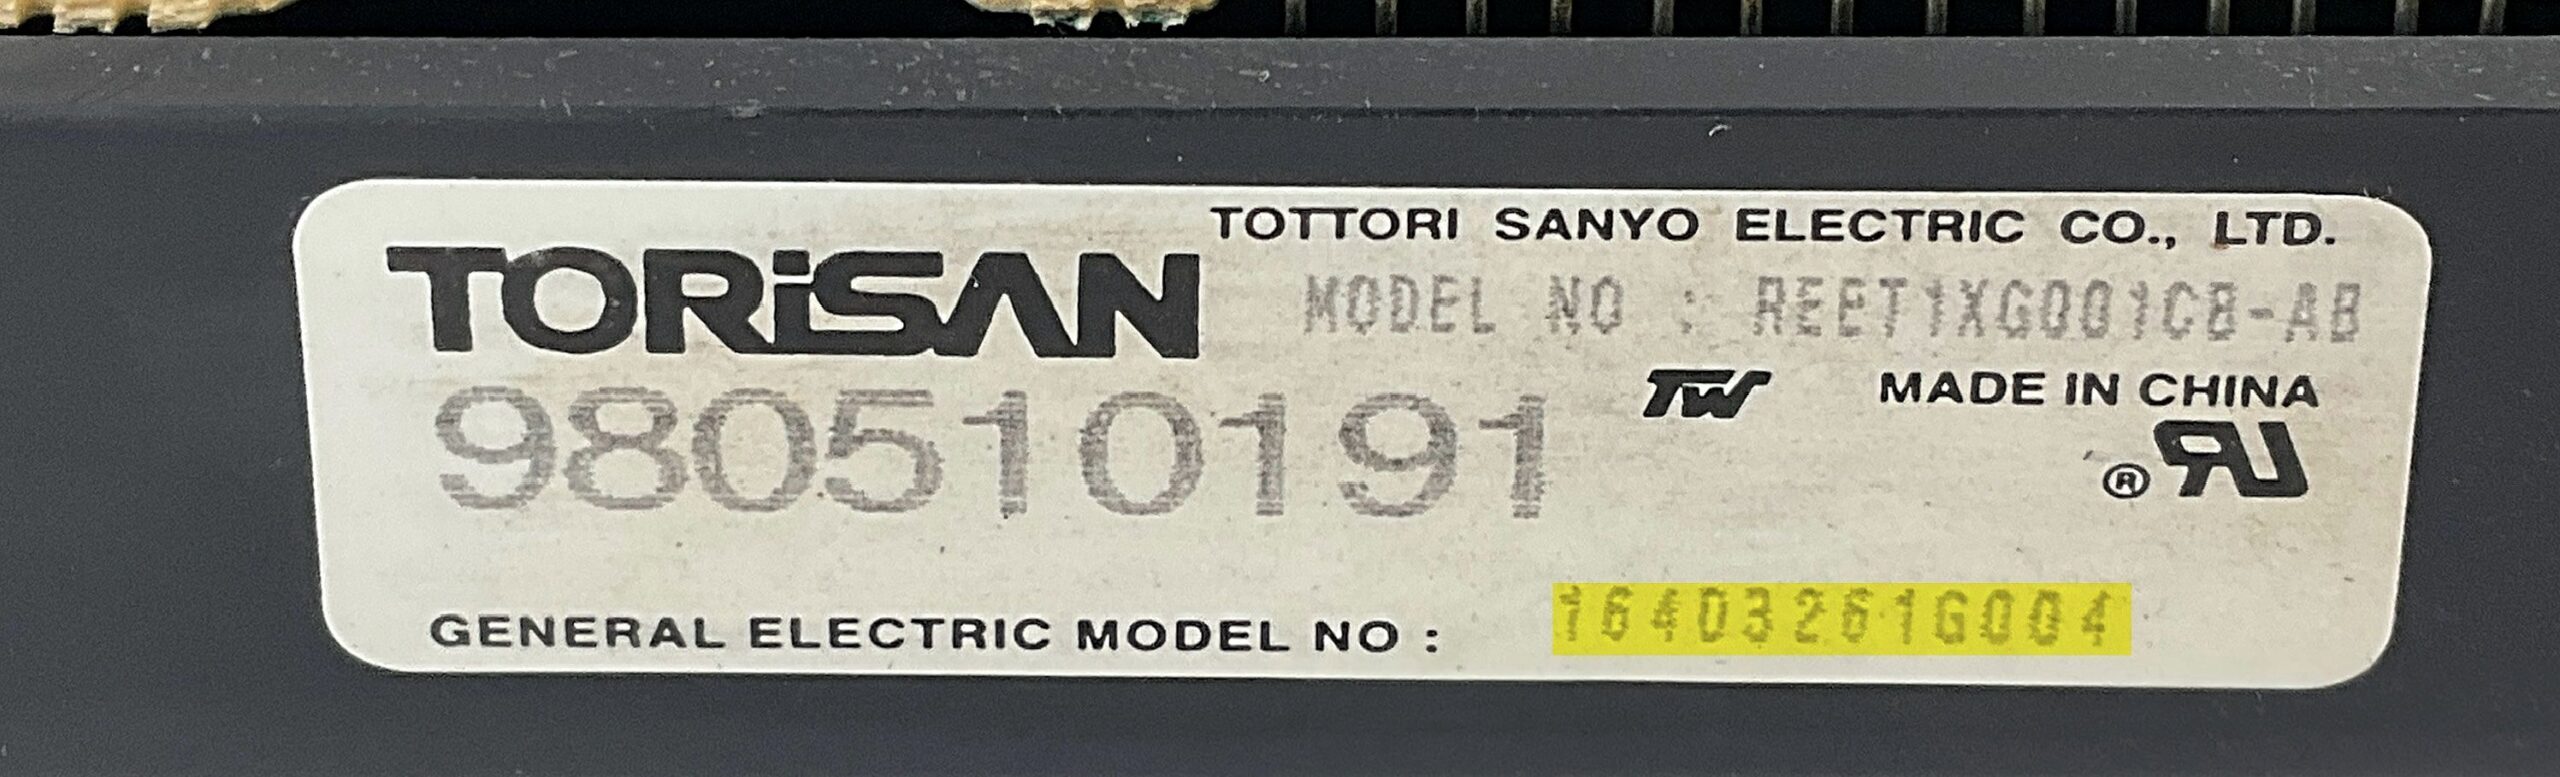 TOTTORI SANYO ELECTRIC CO., LTD.
TORiSAN
MODEL NO : REET1XG001CB-AB
980510191
TW MADE IN CHINA
®
GENERAL ELECTRIC MODEL NO : 16403261G004